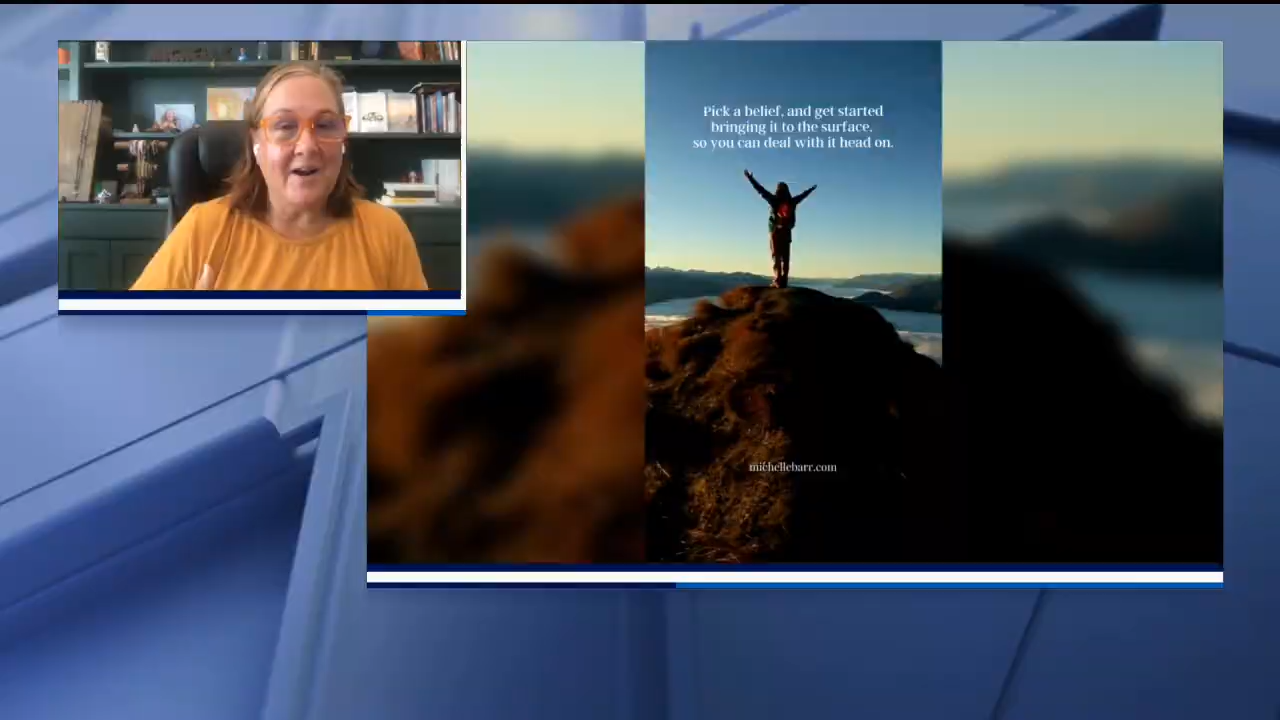 Pick a belief, and get started
bringing it to the surface,
so you can deal with it head on.
michellebarr.com